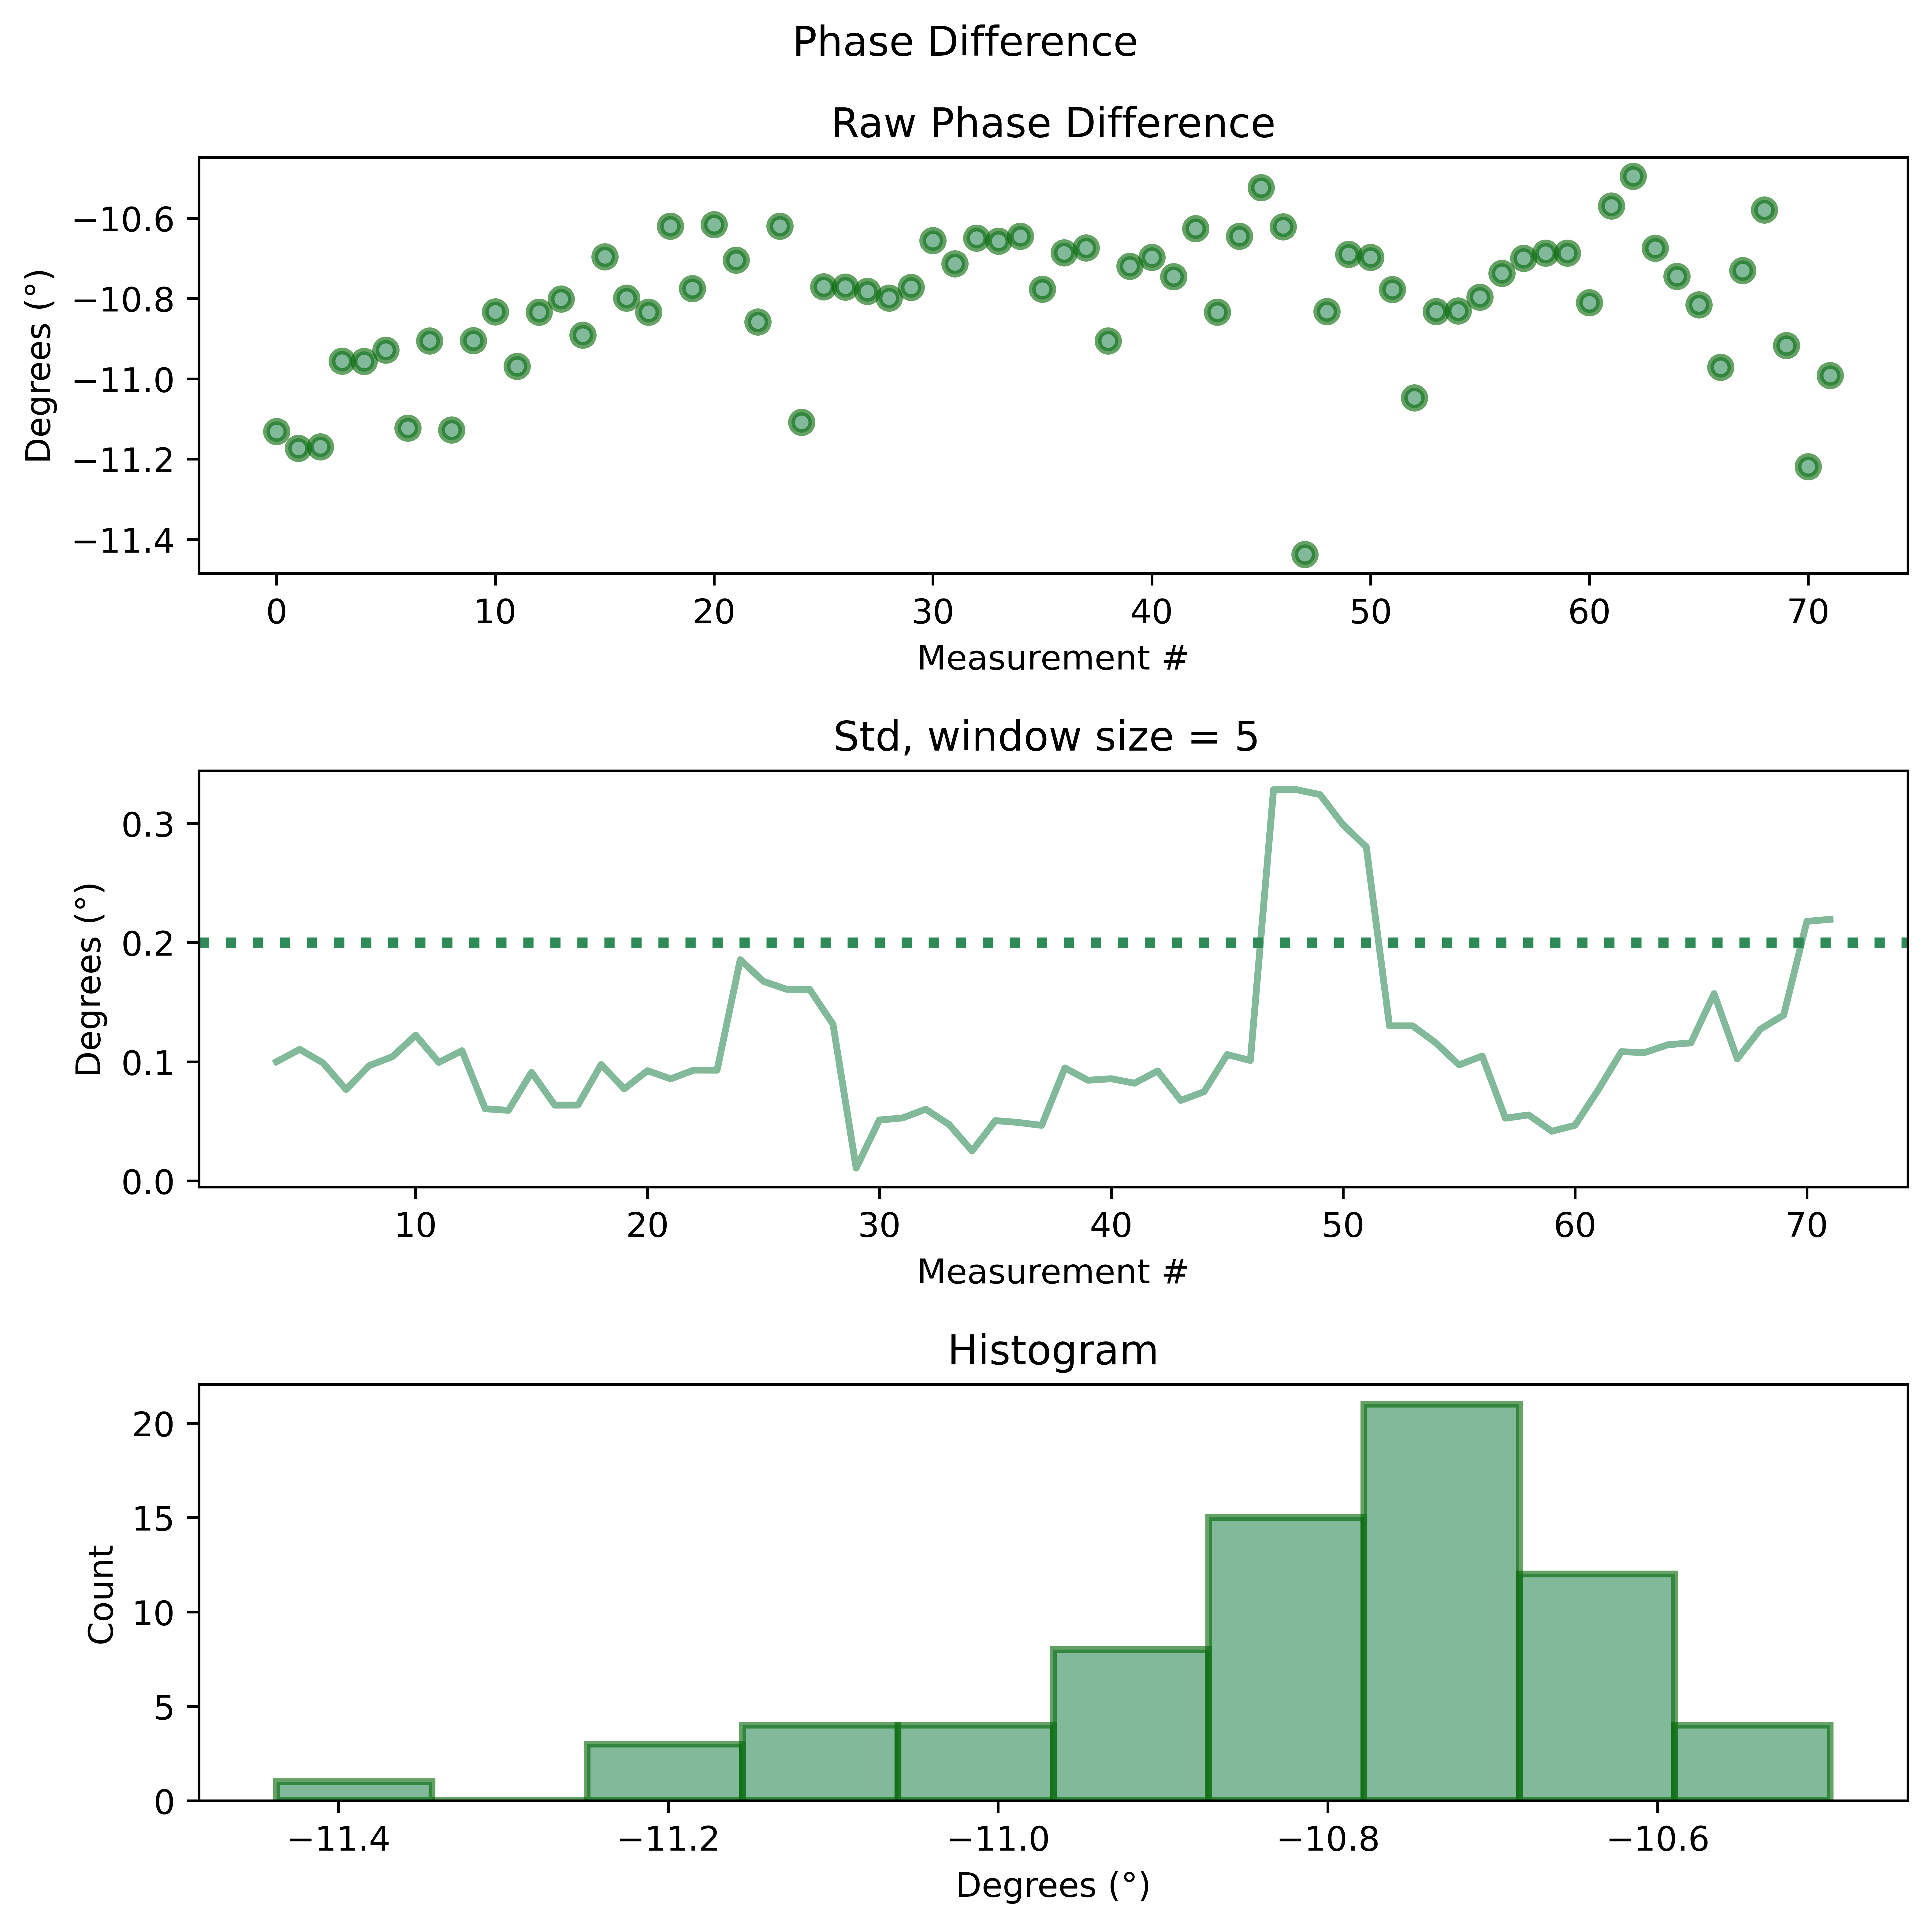 Phase Difference
Raw Phase Difference
Degrees (°)
−10.6
−10.8
−11.0
−11.2
−11.4
0 10 20 30 40 50 60 70
Measurement #
Std, window size = 5
Degrees (°)
0.3
0.2
0.1
0.0
10 20 30 40 50 60 70
Measurement #
Histogram
Count
20
15
10
5
0
−11.4 −11.2 −11.0 −10.8 −10.6
Degrees (°)